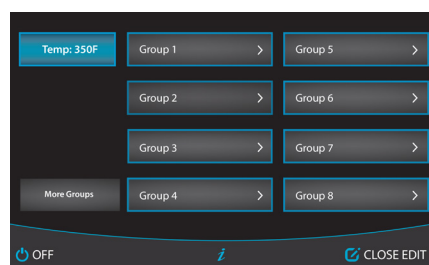 Temp: 350F
Group 1
Group 5
Group 2
Group 6
Group 3
Group 7
More Groups
Group 4
Group 8
OFF
i
CLOSE EDIT